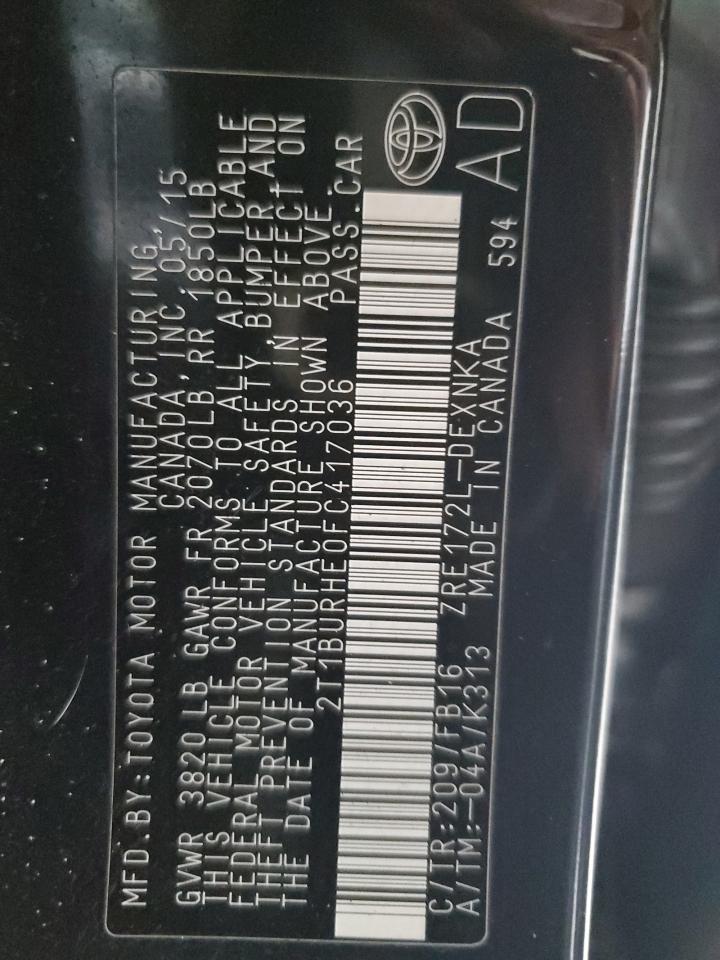 MFD.BY:TOYOTA MOTOR MANUFACTURING,
CANADA,INC. 05/15
GVWR 3820 LB GAWR FR 2070LB,RR 1850LB
THIS VEHICLE CONFORMS TO ALL APPLICABLE
FEDERAL MOTOR VEHICLE SAFETY,BUMPER,AND
THEFT PREVENTION STANDARDS IN EFFECT ON
THE DATE OF MANUFACTURE SHOWN ABOVE.
2T1BURHE0FC417036 PASS.CAR
C/TR:209/FB16 ZRE172L-DEXNKA
A/TM:-04A/K313 MADE IN CANADA 594
AD